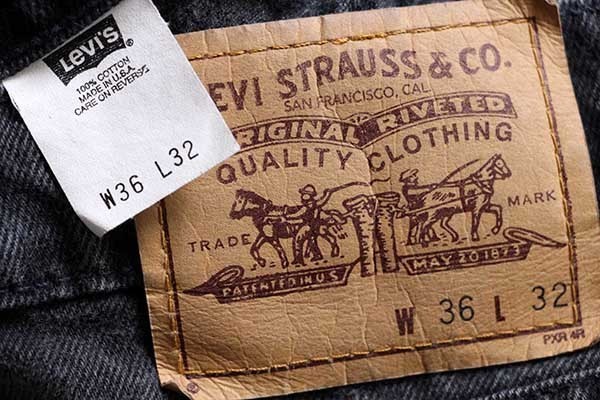 LEVI'S®
100% COTTON
MADE IN U.S.A.
CARE ON REVERSE
W36 L32
EVI STRAUSS & CO.
SAN FRANCISCO, CAL
RIGINAL RIVETED
QUALITY CLOTHING
TRADE MARK
PATENTED IN U.S. MAY 20 1873
W 36 L 32
PXR 4R
®